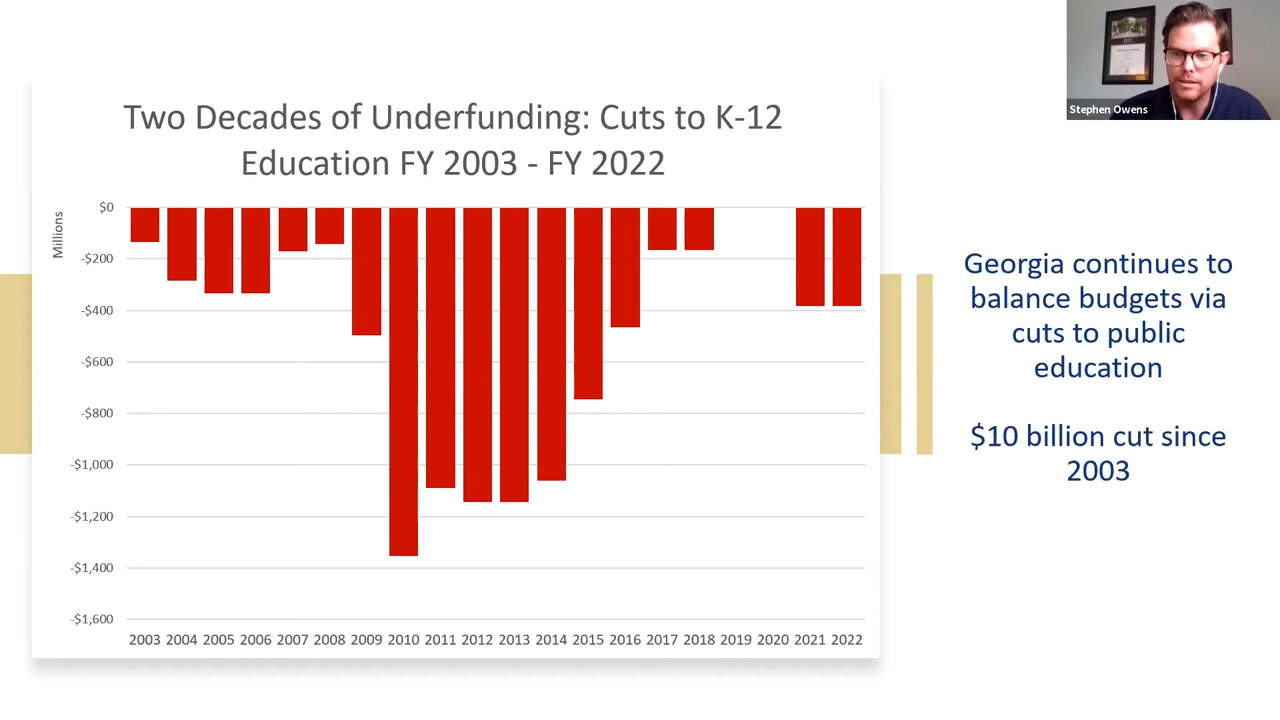 Stephen Owens
Two Decades of Underfunding: Cuts to K-12
Education FY 2003 - FY 2022
Millions
$0
-$200
-$400
-$600
-$800
-$1,000
-$1,200
-$1,400
-$1,600
2003 2004 2005 2006 2007 2008 2009 2010 2011 2012 2013 2014 2015 2016 2017 2018 2019 2020 2021 2022
Georgia continues to
balance budgets via
cuts to public
education
$10 billion cut since
2003